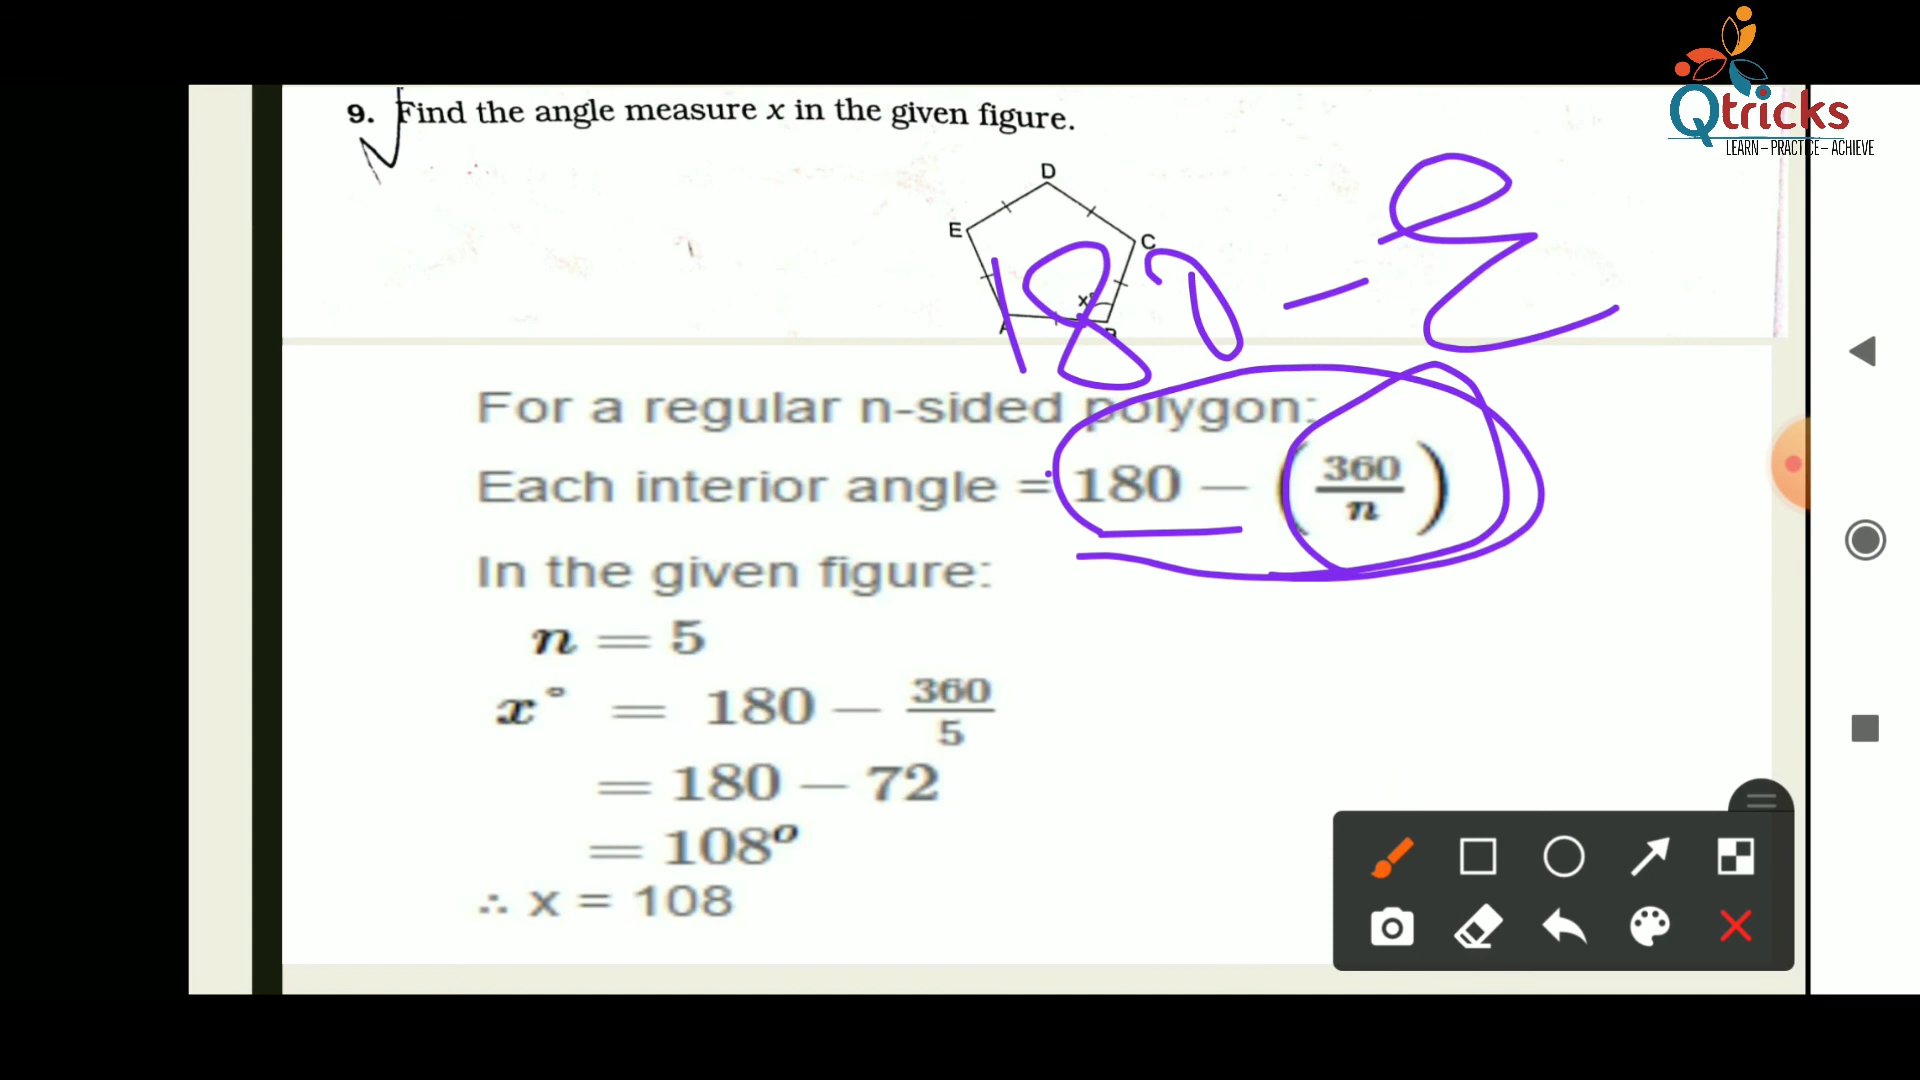 Qtricks
LEARN – PRACTICE – ACHIEVE
9. Find the angle measure x in the given figure.
D
E
C
x°
A
180 - E
For a regular n-sided polygon:
Each interior angle = 180 − (360/n)
In the given figure:
n = 5
x° = 180 − 360/5
= 180 − 72
= 108°
∴ x = 108